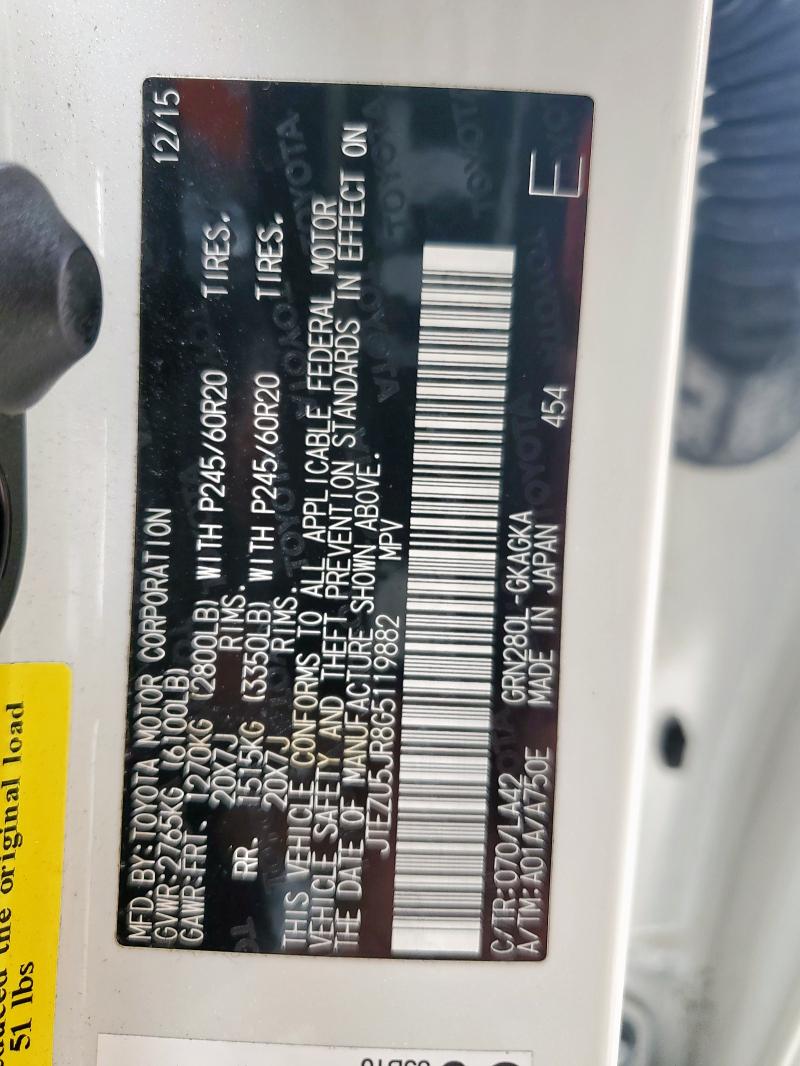 MFD.BY:TOYOTA MOTOR CORPORATION 12/15
GVWR:2765KG (6100LB)
GAWR:FRT. 1270KG (2800LB) WITH P245/60R20 TIRES.
20X7J RIMS.
RR. 1515KG (3350LB) WITH P245/60R20 TIRES.
20X7J RIMS.
THIS VEHICLE CONFORMS TO ALL APPLICABLE FEDERAL MOTOR
VEHICLE SAFETY AND THEFT PREVENTION STANDARDS IN EFFECT ON
THE DATE OF MANUFACTURE SHOWN ABOVE.
JTEZU5JR8G5119882 MPV
C/TR:070/LA42 GRN280L-GKAGKA
A/TM:A01A/A750E MADE IN JAPAN 454 E
the original load
51 lbs